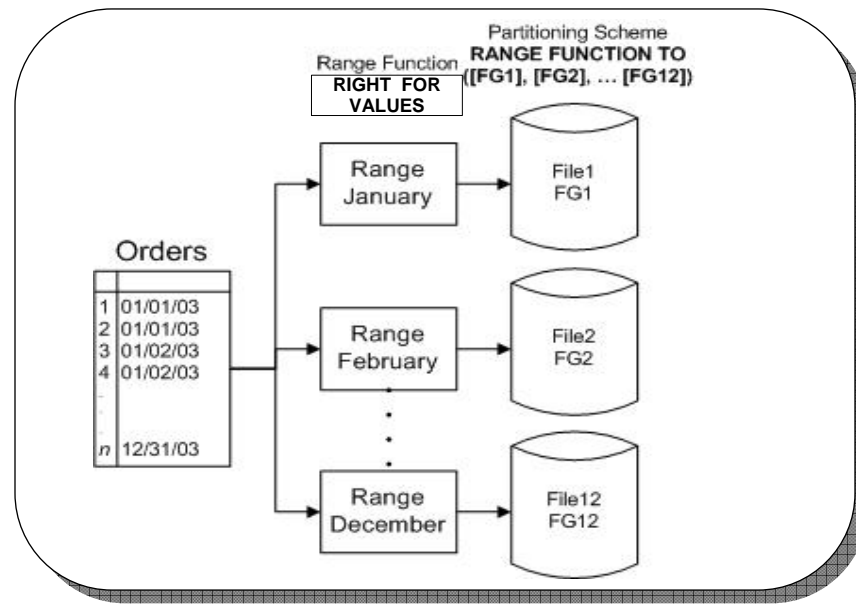 Partitioning Scheme
Range Function RANGE FUNCTION TO
RIGHT FOR ([FG1], [FG2], … [FG12])
VALUES
Range
January
File1
FG1
Orders
1 01/01/03
2 01/01/03
3 01/02/03
4 01/02/03
.
.
.
n 12/31/03
Range
February
File2
FG2
Range
December
File12
FG12